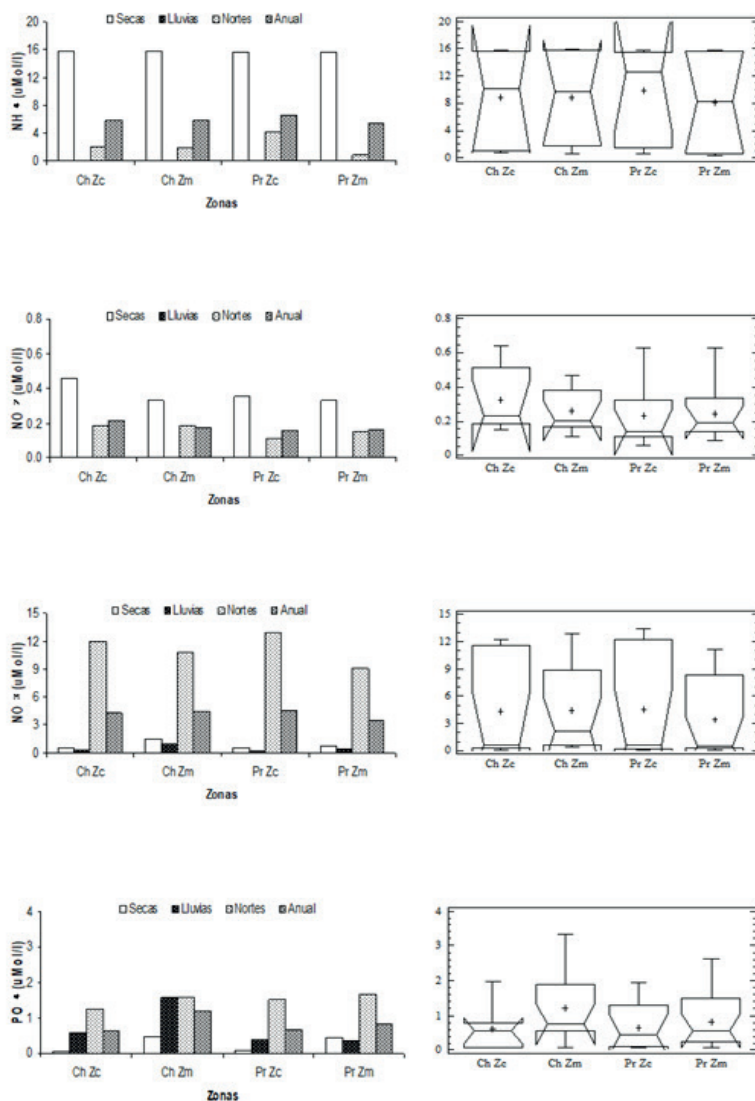 Secas Lluvias Nortes Anual
NH 4 (uMol/l)
20
16
12
8
4
0
Ch Zc Ch Zm Pr Zc Pr Zm
Zonas
20
16
12
8
4
0
Ch Zc Ch Zm Pr Zc Pr Zm
Secas Lluvias Nortes Anual
NO (uMol/l)
0.8
0.6
0.4
0.2
0.0
Ch Zc Ch Zm Pr Zc Pr Zm
Zonas
0.8
0.6
0.4
0.2
0
Ch Zc Ch Zm Pr Zc Pr Zm
Secas Lluvias Nortes Anual
NO (uMol/l)
15
12
9
6
3
0
Ch Zc Ch Zm Pr Zc Pr Zm
Zonas
15
12
9
6
3
0
Ch Zc Ch Zm Pr Zc Pr Zm
Secas Lluvias Nortes Anual
PO 4 (uMol/l)
4
3
2
1
0
Ch Zc Ch Zm Pr Zc Pr Zm
Zonas
4
3
2
1
0
Ch Zc Ch Zm Pr Zc Pr Zm